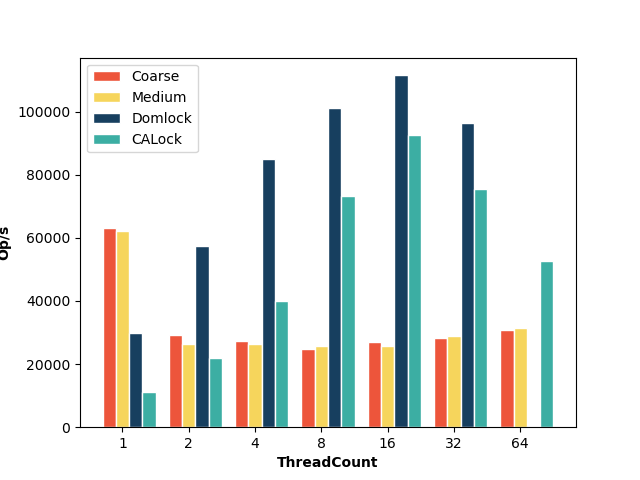 Coarse
Medium
Domlock
CALock
100000
80000
60000
40000
20000
0
Op/s
1 2 4 8 16 32 64
ThreadCount